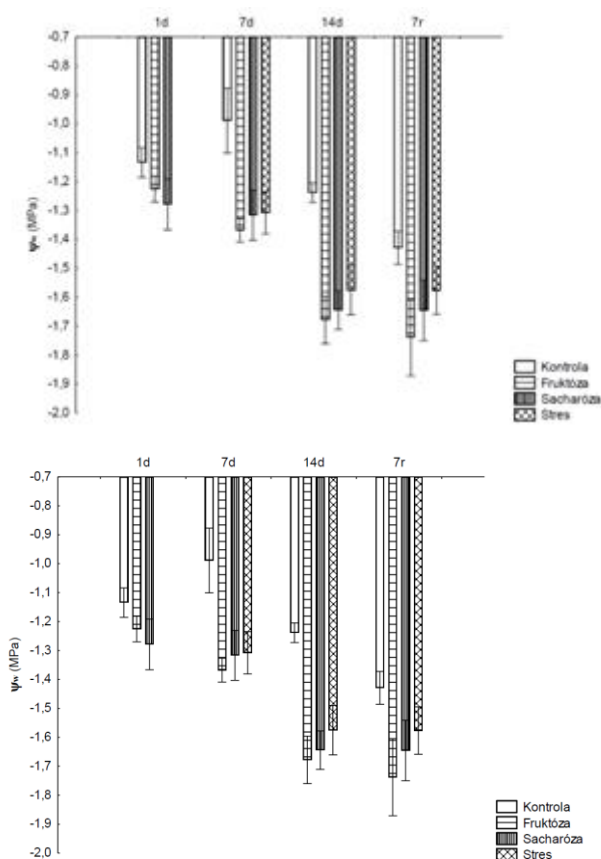 1d 7d 14d 7r
-0,7
-0,8
-0,9
-1,0
-1,1
-1,2
-1,3
-1,4
-1,5
-1,6
-1,7
-1,8
-1,9
-2,0
Ψw (MPa)
Kontrola
Fruktóza
Sacharóza
Stres
1d 7d 14d 7r
-0,7
-0,8
-0,9
-1,0
-1,1
-1,2
-1,3
-1,4
-1,5
-1,6
-1,7
-1,8
-1,9
-2,0
Ψw (MPa)
Kontrola
Fruktóza
Sacharóza
Stres